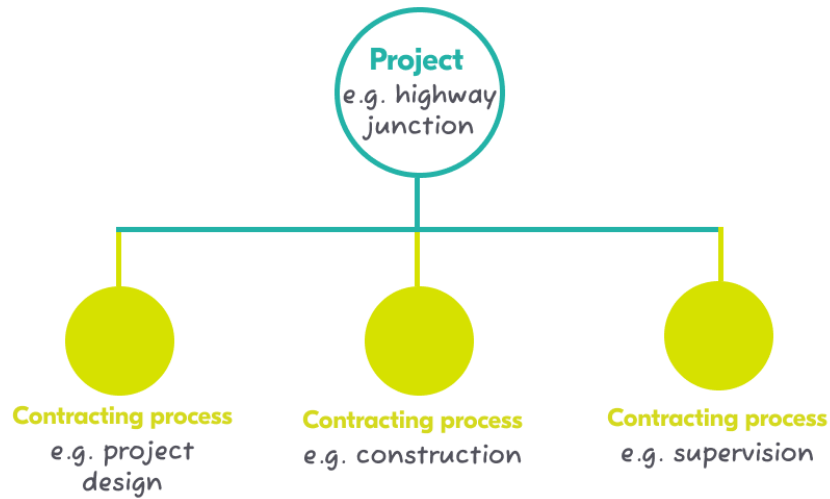 Project
e.g. highway
junction
Contracting process
e.g. project
design
Contracting process
e.g. construction
Contracting process
e.g. supervision